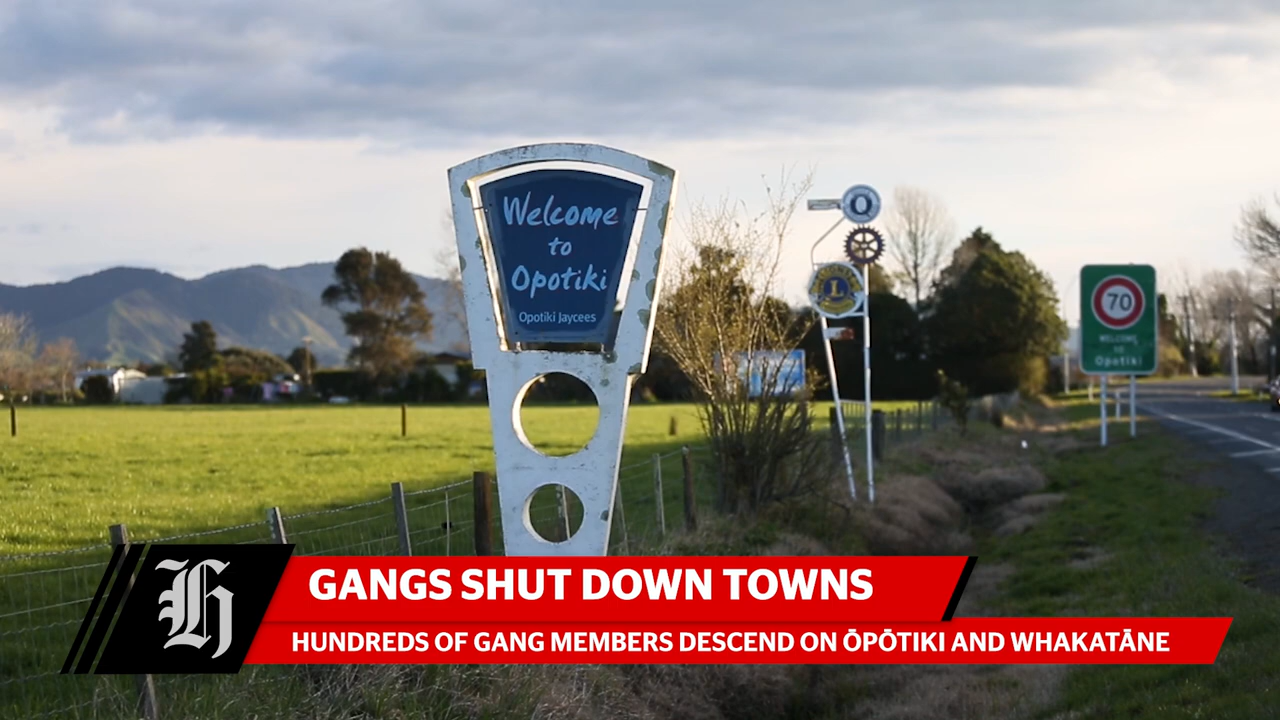 Welcome
to
Opotiki
Opotiki Jaycees
L
70
WELCOME
to
Opotiki
GANGS SHUT DOWN TOWNS
HUNDREDS OF GANG MEMBERS DESCEND ON ŌPŌTIKI AND WHAKATĀNE